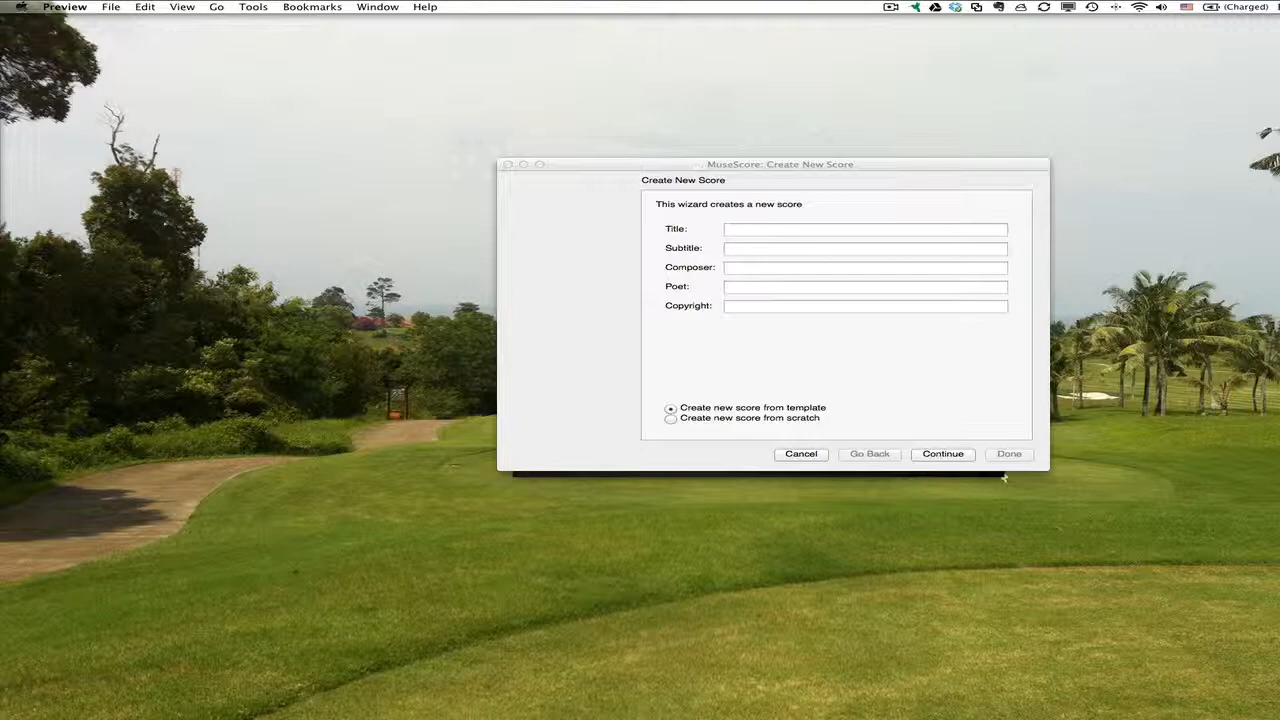 Preview File Edit View Go Tools Bookmarks Window Help (Charged)
MuseScore: Create New Score
Create New Score
This wizard creates a new score
Title:
Subtitle:
Composer:
Poet:
Copyright:
Create new score from template
Create new score from scratch
Cancel Go Back Continue Done